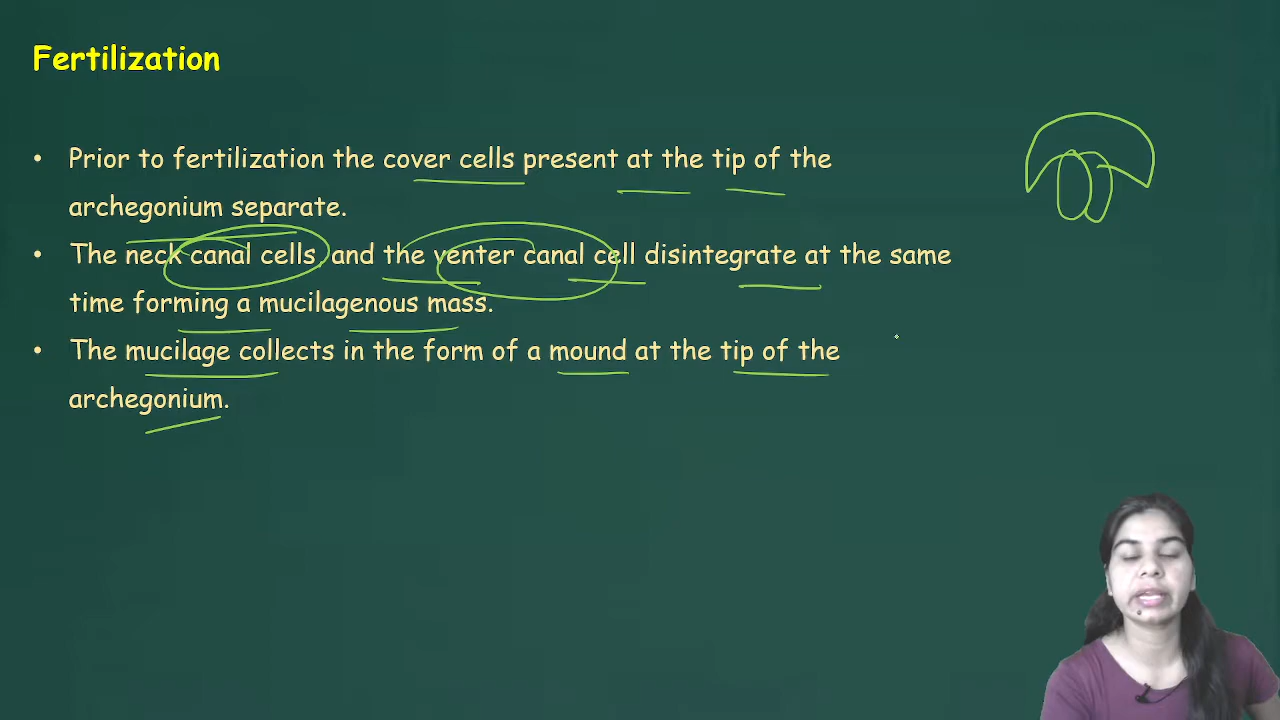 Fertilization
• Prior to fertilization the cover cells present at the tip of the
archegonium separate.
• The neck canal cells, and the venter canal cell disintegrate at the same
time forming a mucilagenous mass.
• The mucilage collects in the form of a mound at the tip of the
archegonium.